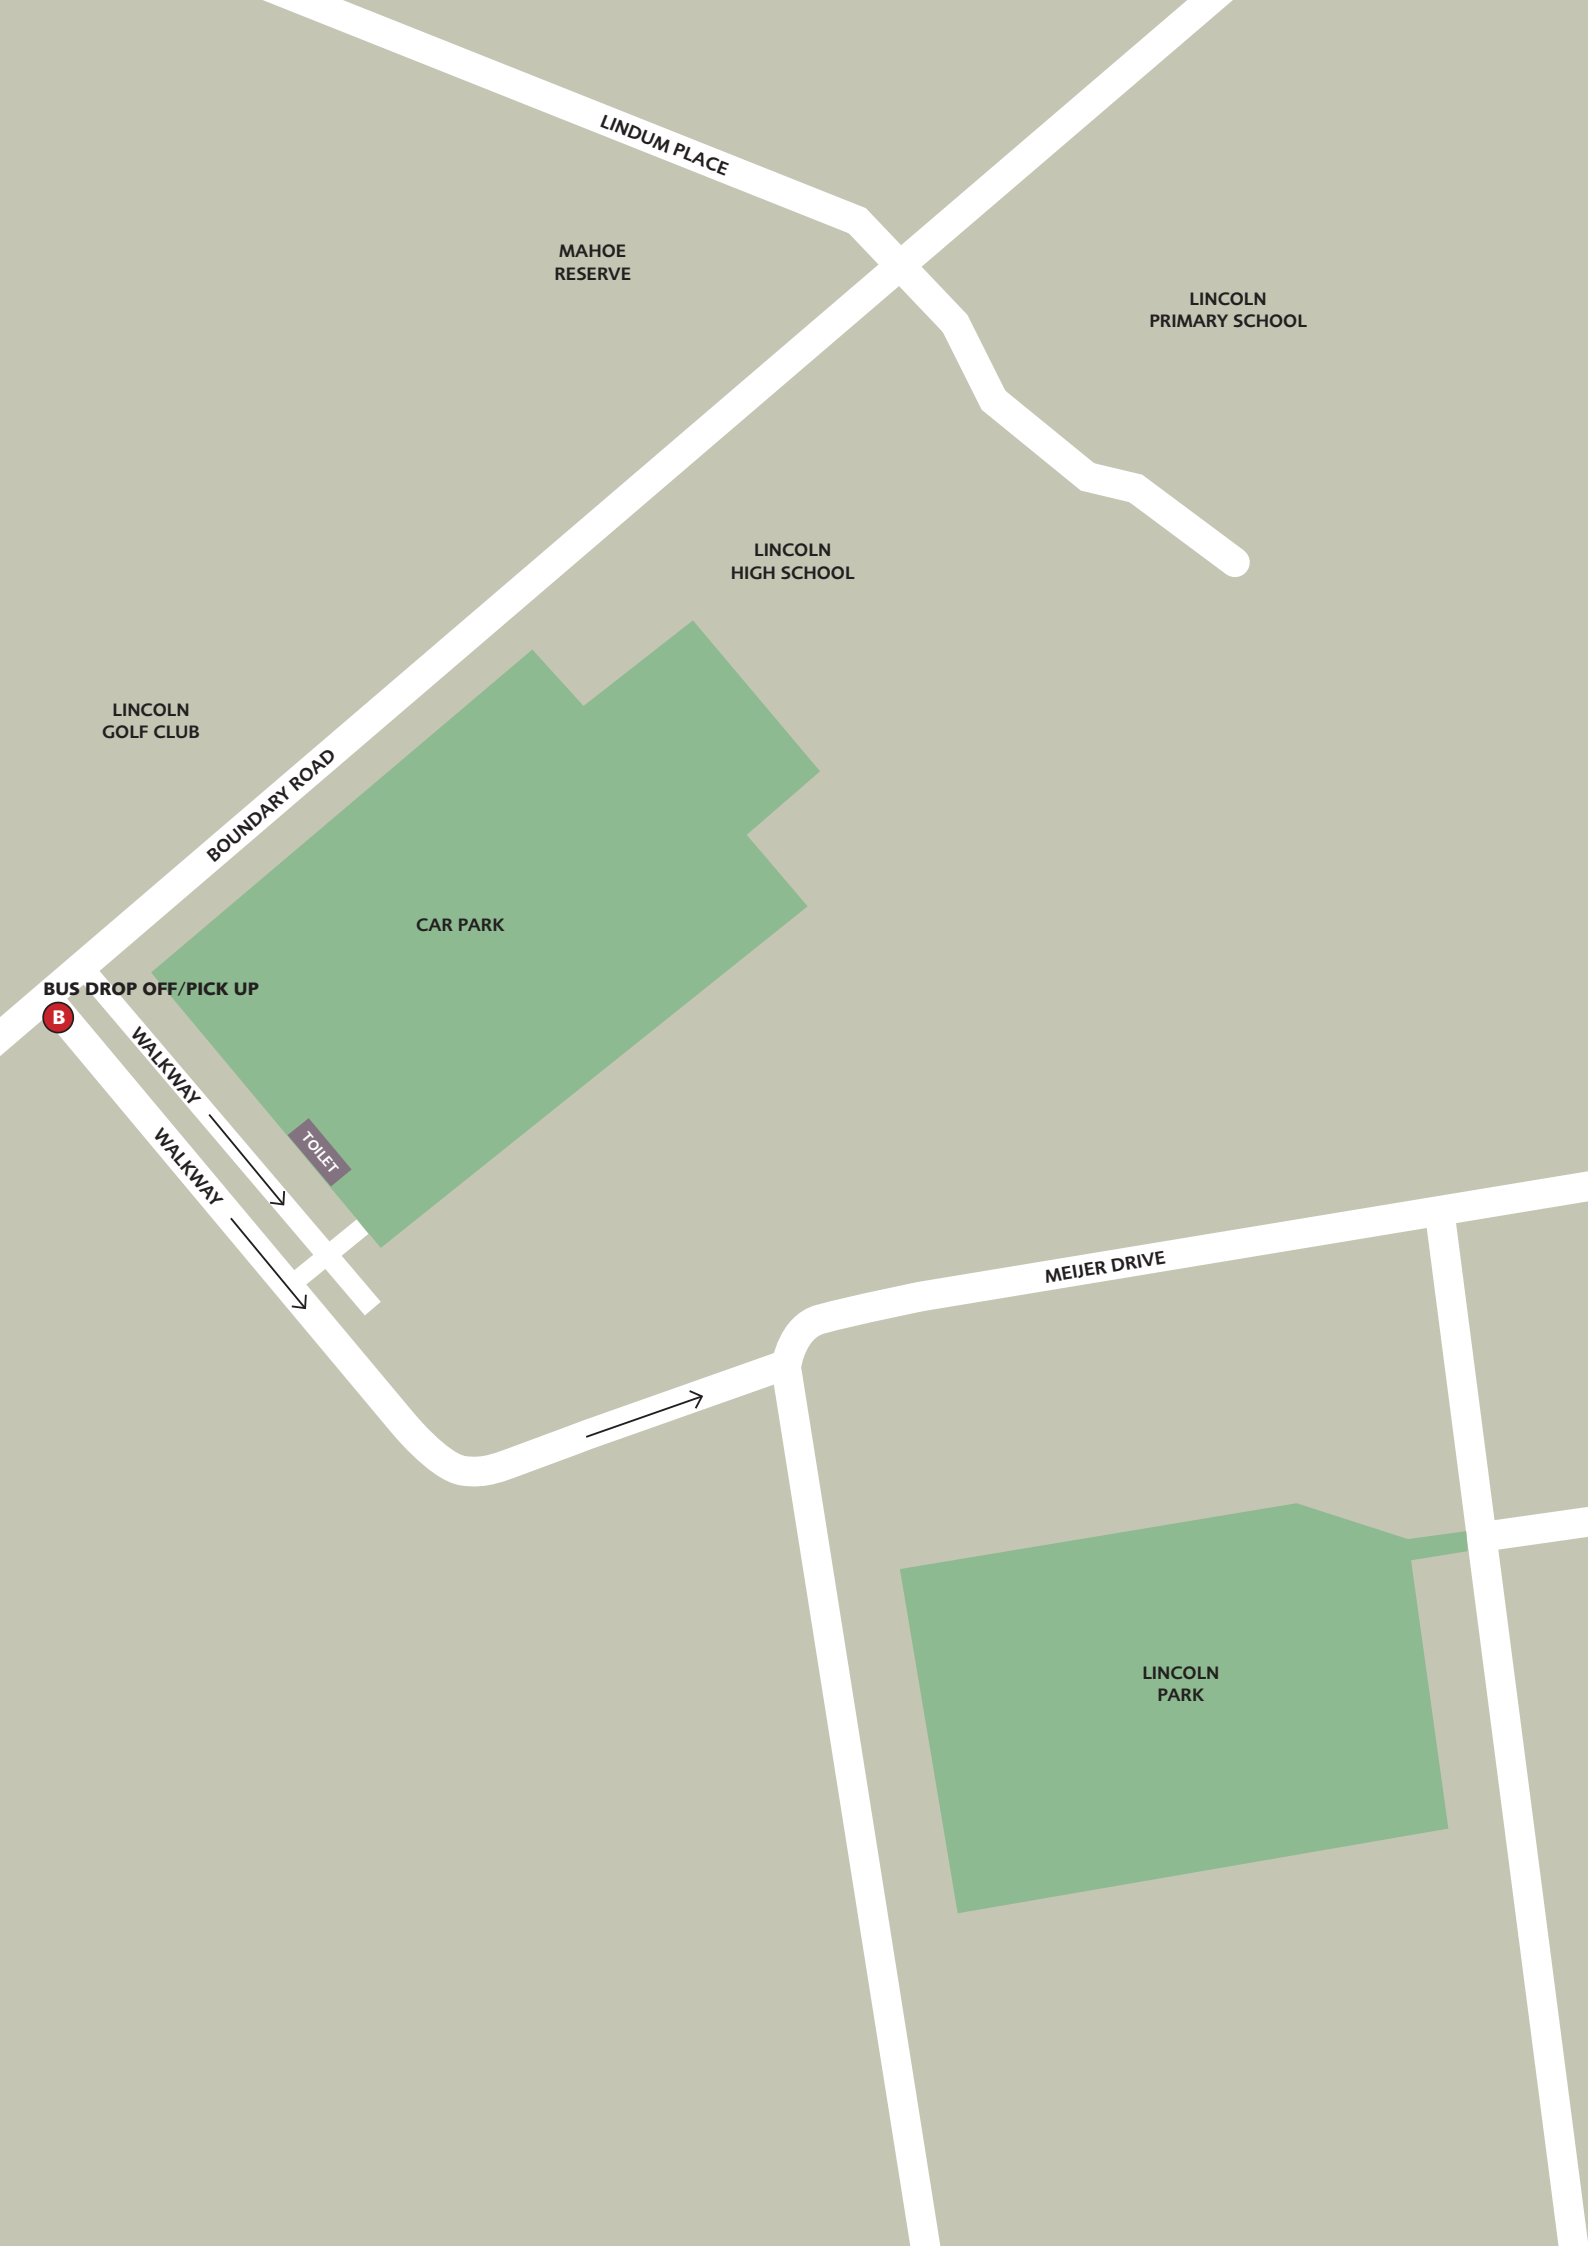 LINDUM PLACE
MAHOE
RESERVE
LINCOLN
PRIMARY SCHOOL
LINCOLN
HIGH SCHOOL
LINCOLN
GOLF CLUB
BOUNDARY ROAD
CAR PARK
BUS DROP OFF/PICK UP
B
WALKWAY
WALKWAY
TOILET
MEIJER DRIVE
LINCOLN
PARK